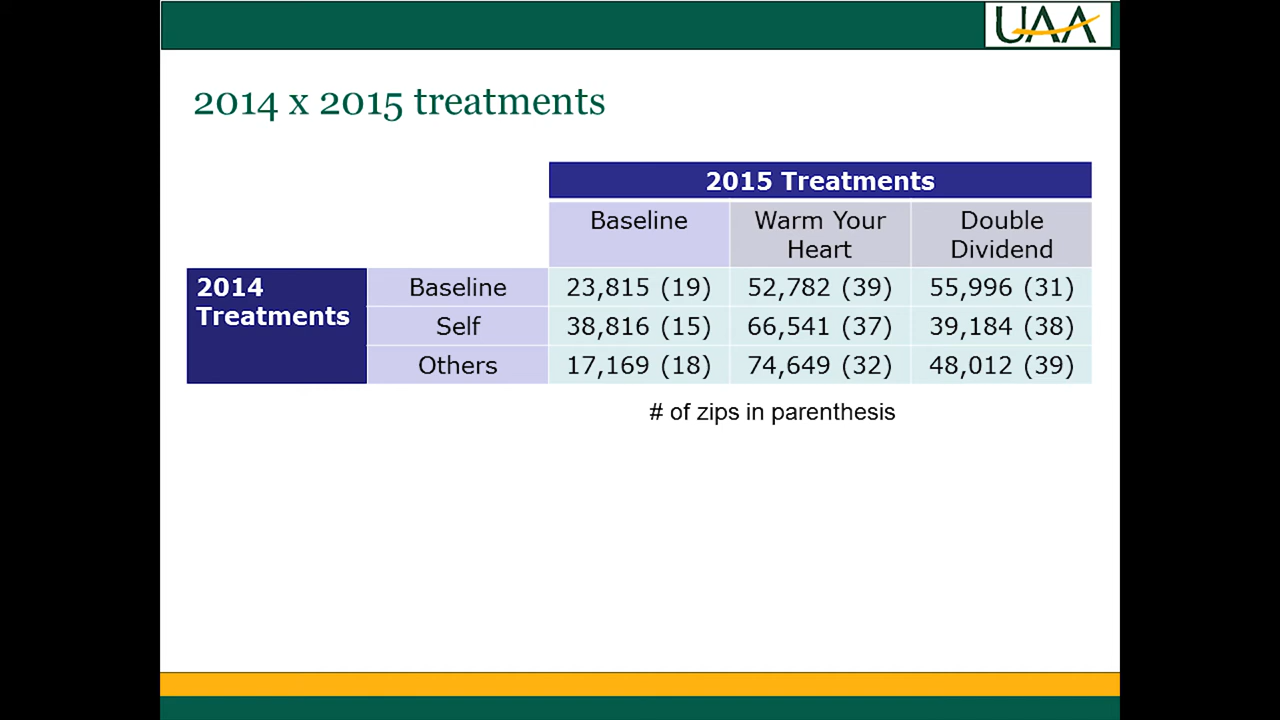 UAA
2014 x 2015 treatments
2015 Treatments
Baseline Warm Your Heart Double Dividend
2014 Treatments Baseline 23,815 (19) 52,782 (39) 55,996 (31)
Self 38,816 (15) 66,541 (37) 39,184 (38)
Others 17,169 (18) 74,649 (32) 48,012 (39)
# of zips in parenthesis